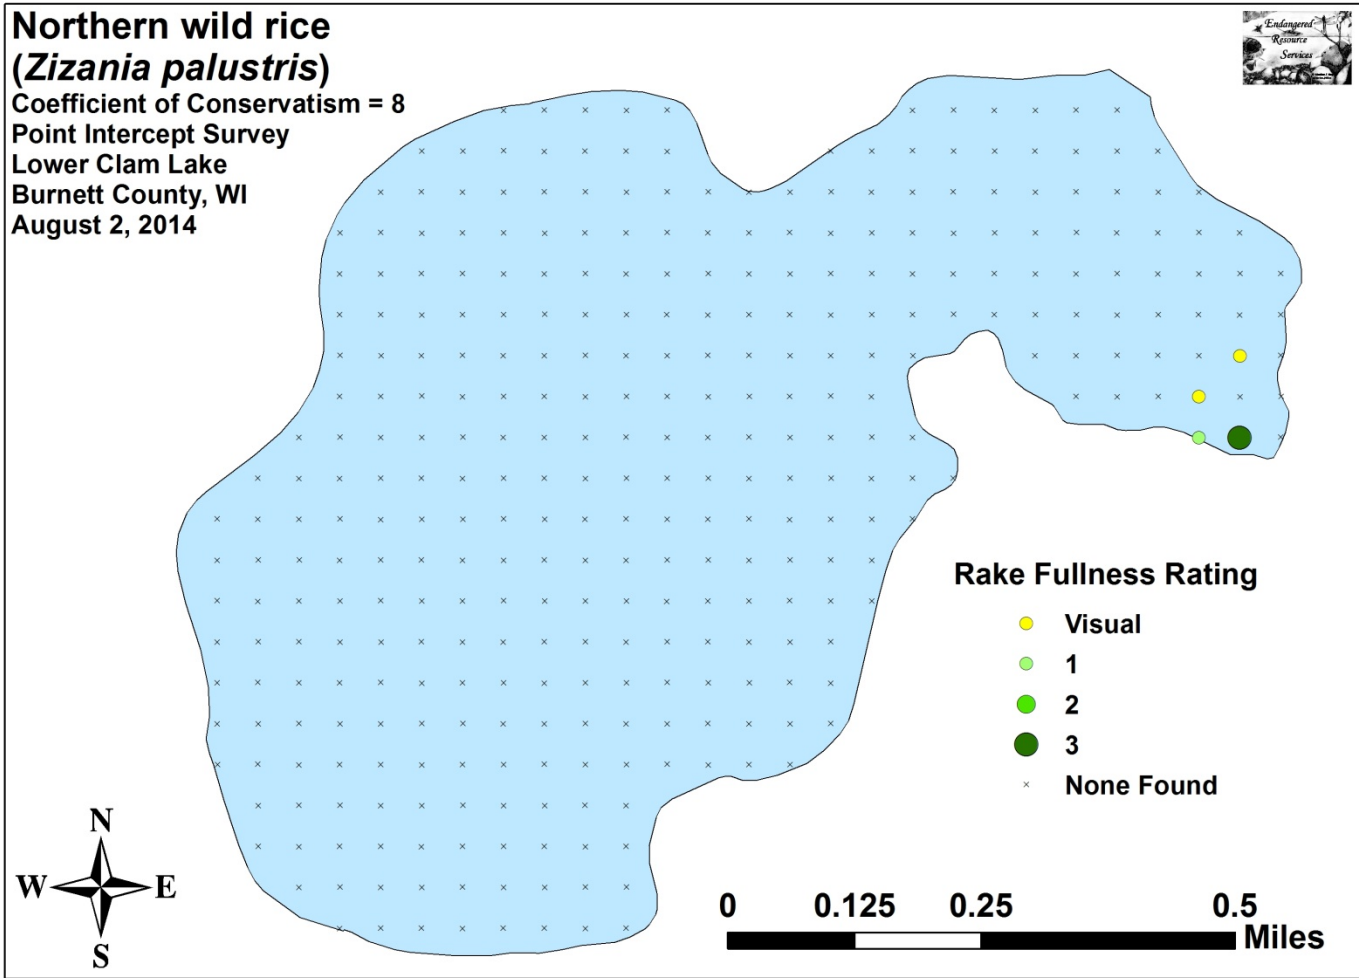 Northern wild rice
(Zizania palustris)
Coefficient of Conservatism = 8
Point Intercept Survey
Lower Clam Lake
Burnett County, WI
August 2, 2014
Endangered
Resource
Services
Rake Fullness Rating
Visual
1
2
3
None Found
N
W E
S
0 0.125 0.25 0.5
Miles